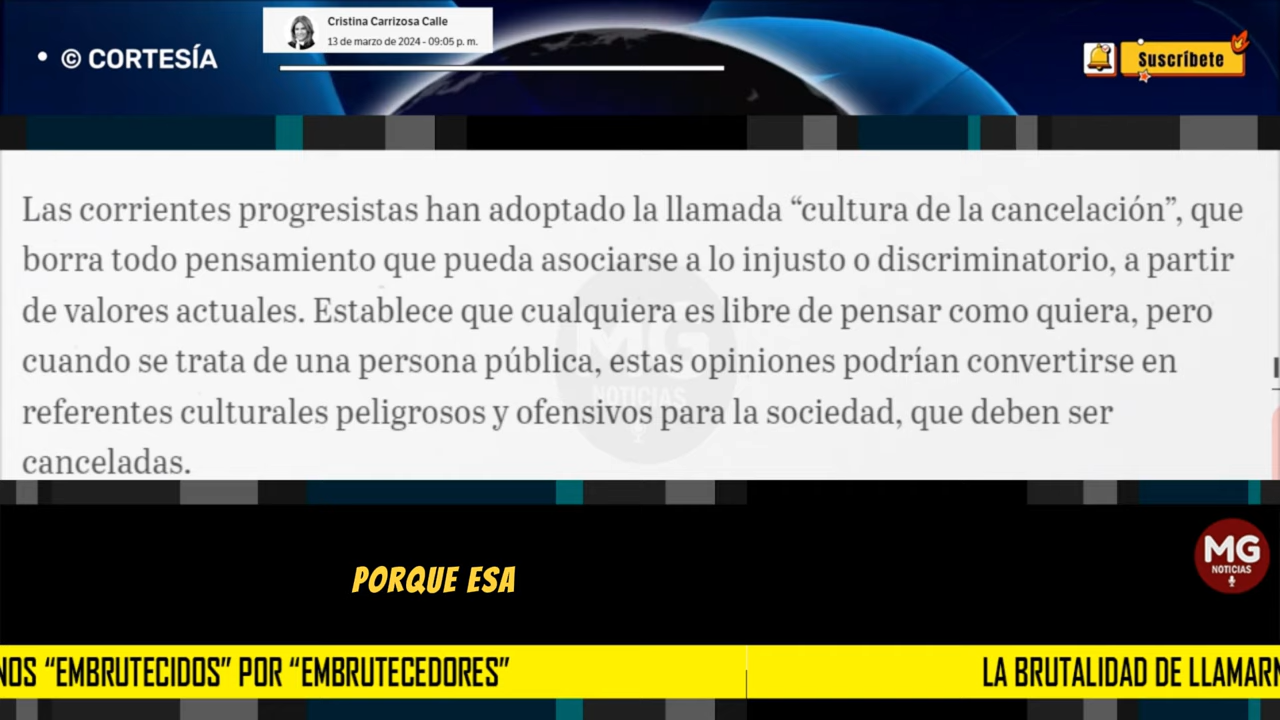 Cristina Carrizosa Calle
13 de marzo de 2024 - 09:05 p. m.
• © CORTESÍA
Suscríbete
Las corrientes progresistas han adoptado la llamada “cultura de la cancelación”, que
borra todo pensamiento que pueda asociarse a lo injusto o discriminatorio, a partir
de valores actuales. Establece que cualquiera es libre de pensar como quiera, pero
cuando se trata de una persona pública, estas opiniones podrían convertirse en
referentes culturales peligrosos y ofensivos para la sociedad, que deben ser
canceladas.
MG
NOTICIAS
PORQUE ESA
MG
NOTICIAS
NOS “EMBRUTECIDOS” POR “EMBRUTECEDORES”
LA BRUTALIDAD DE LLAMARN